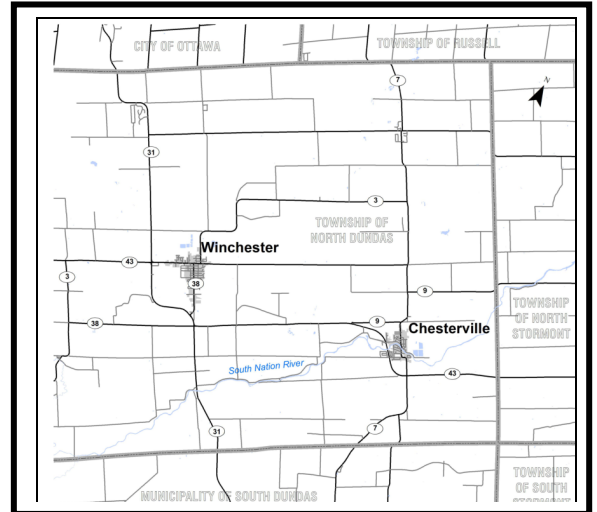 CITY OF OTTAWA
TOWNSHIP OF RUSSELL
7
N
31
3
TOWNSHIP OF
NORTH DUNDAS
Winchester
43
3
38
9
TOWNSHIP
OF NORTH
STORMONT
38
9
Chesterville
South Nation River
43
31
7
TOWNSHIP
OF SOUTH
STORMONT
MUNICIPALITY OF SOUTH DUNDAS